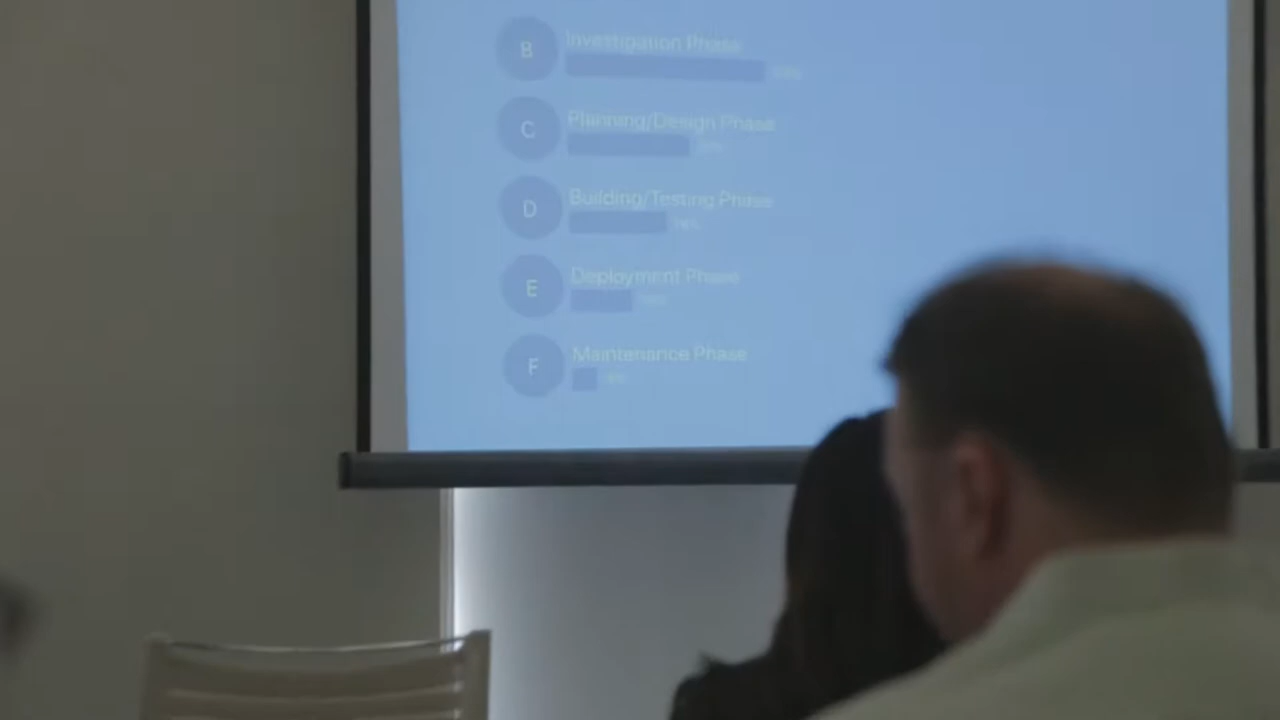 B Investigation Phase
C Planning/Design Phase
D Building/Testing Phase
E Deployment Phase
F Maintenance Phase